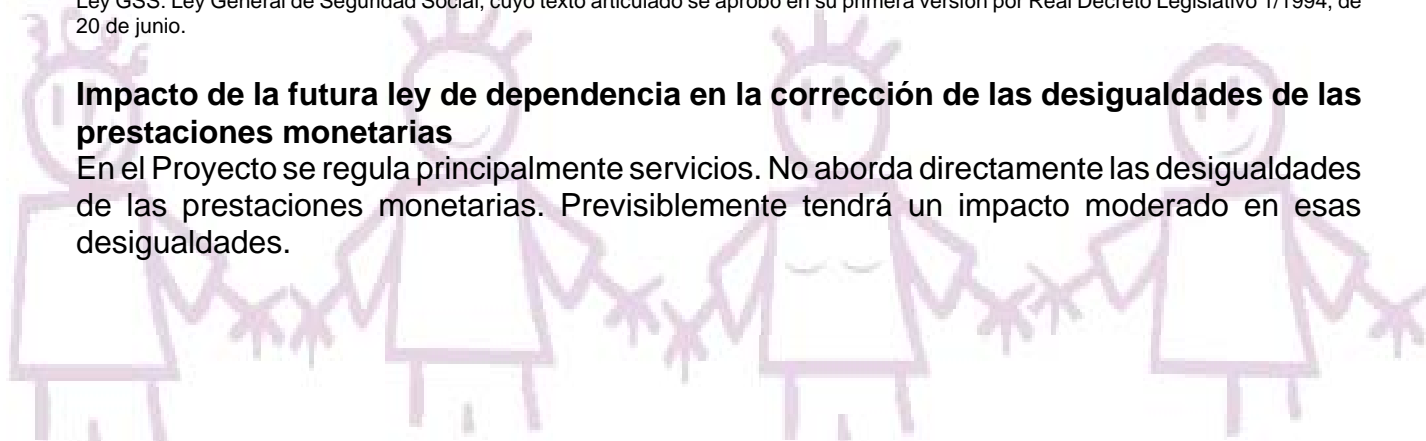 Ley GSS: Ley General de Seguridad Social, cuyo texto articulado se aprobó en su primera versión por Real Decreto Legislativo 1/1994, de
20 de junio.
Impacto de la futura ley de dependencia en la corrección de las desigualdades de las
prestaciones monetarias
En el Proyecto se regula principalmente servicios. No aborda directamente las desigualdades
de las prestaciones monetarias. Previsiblemente tendrá un impacto moderado en esas
desigualdades.